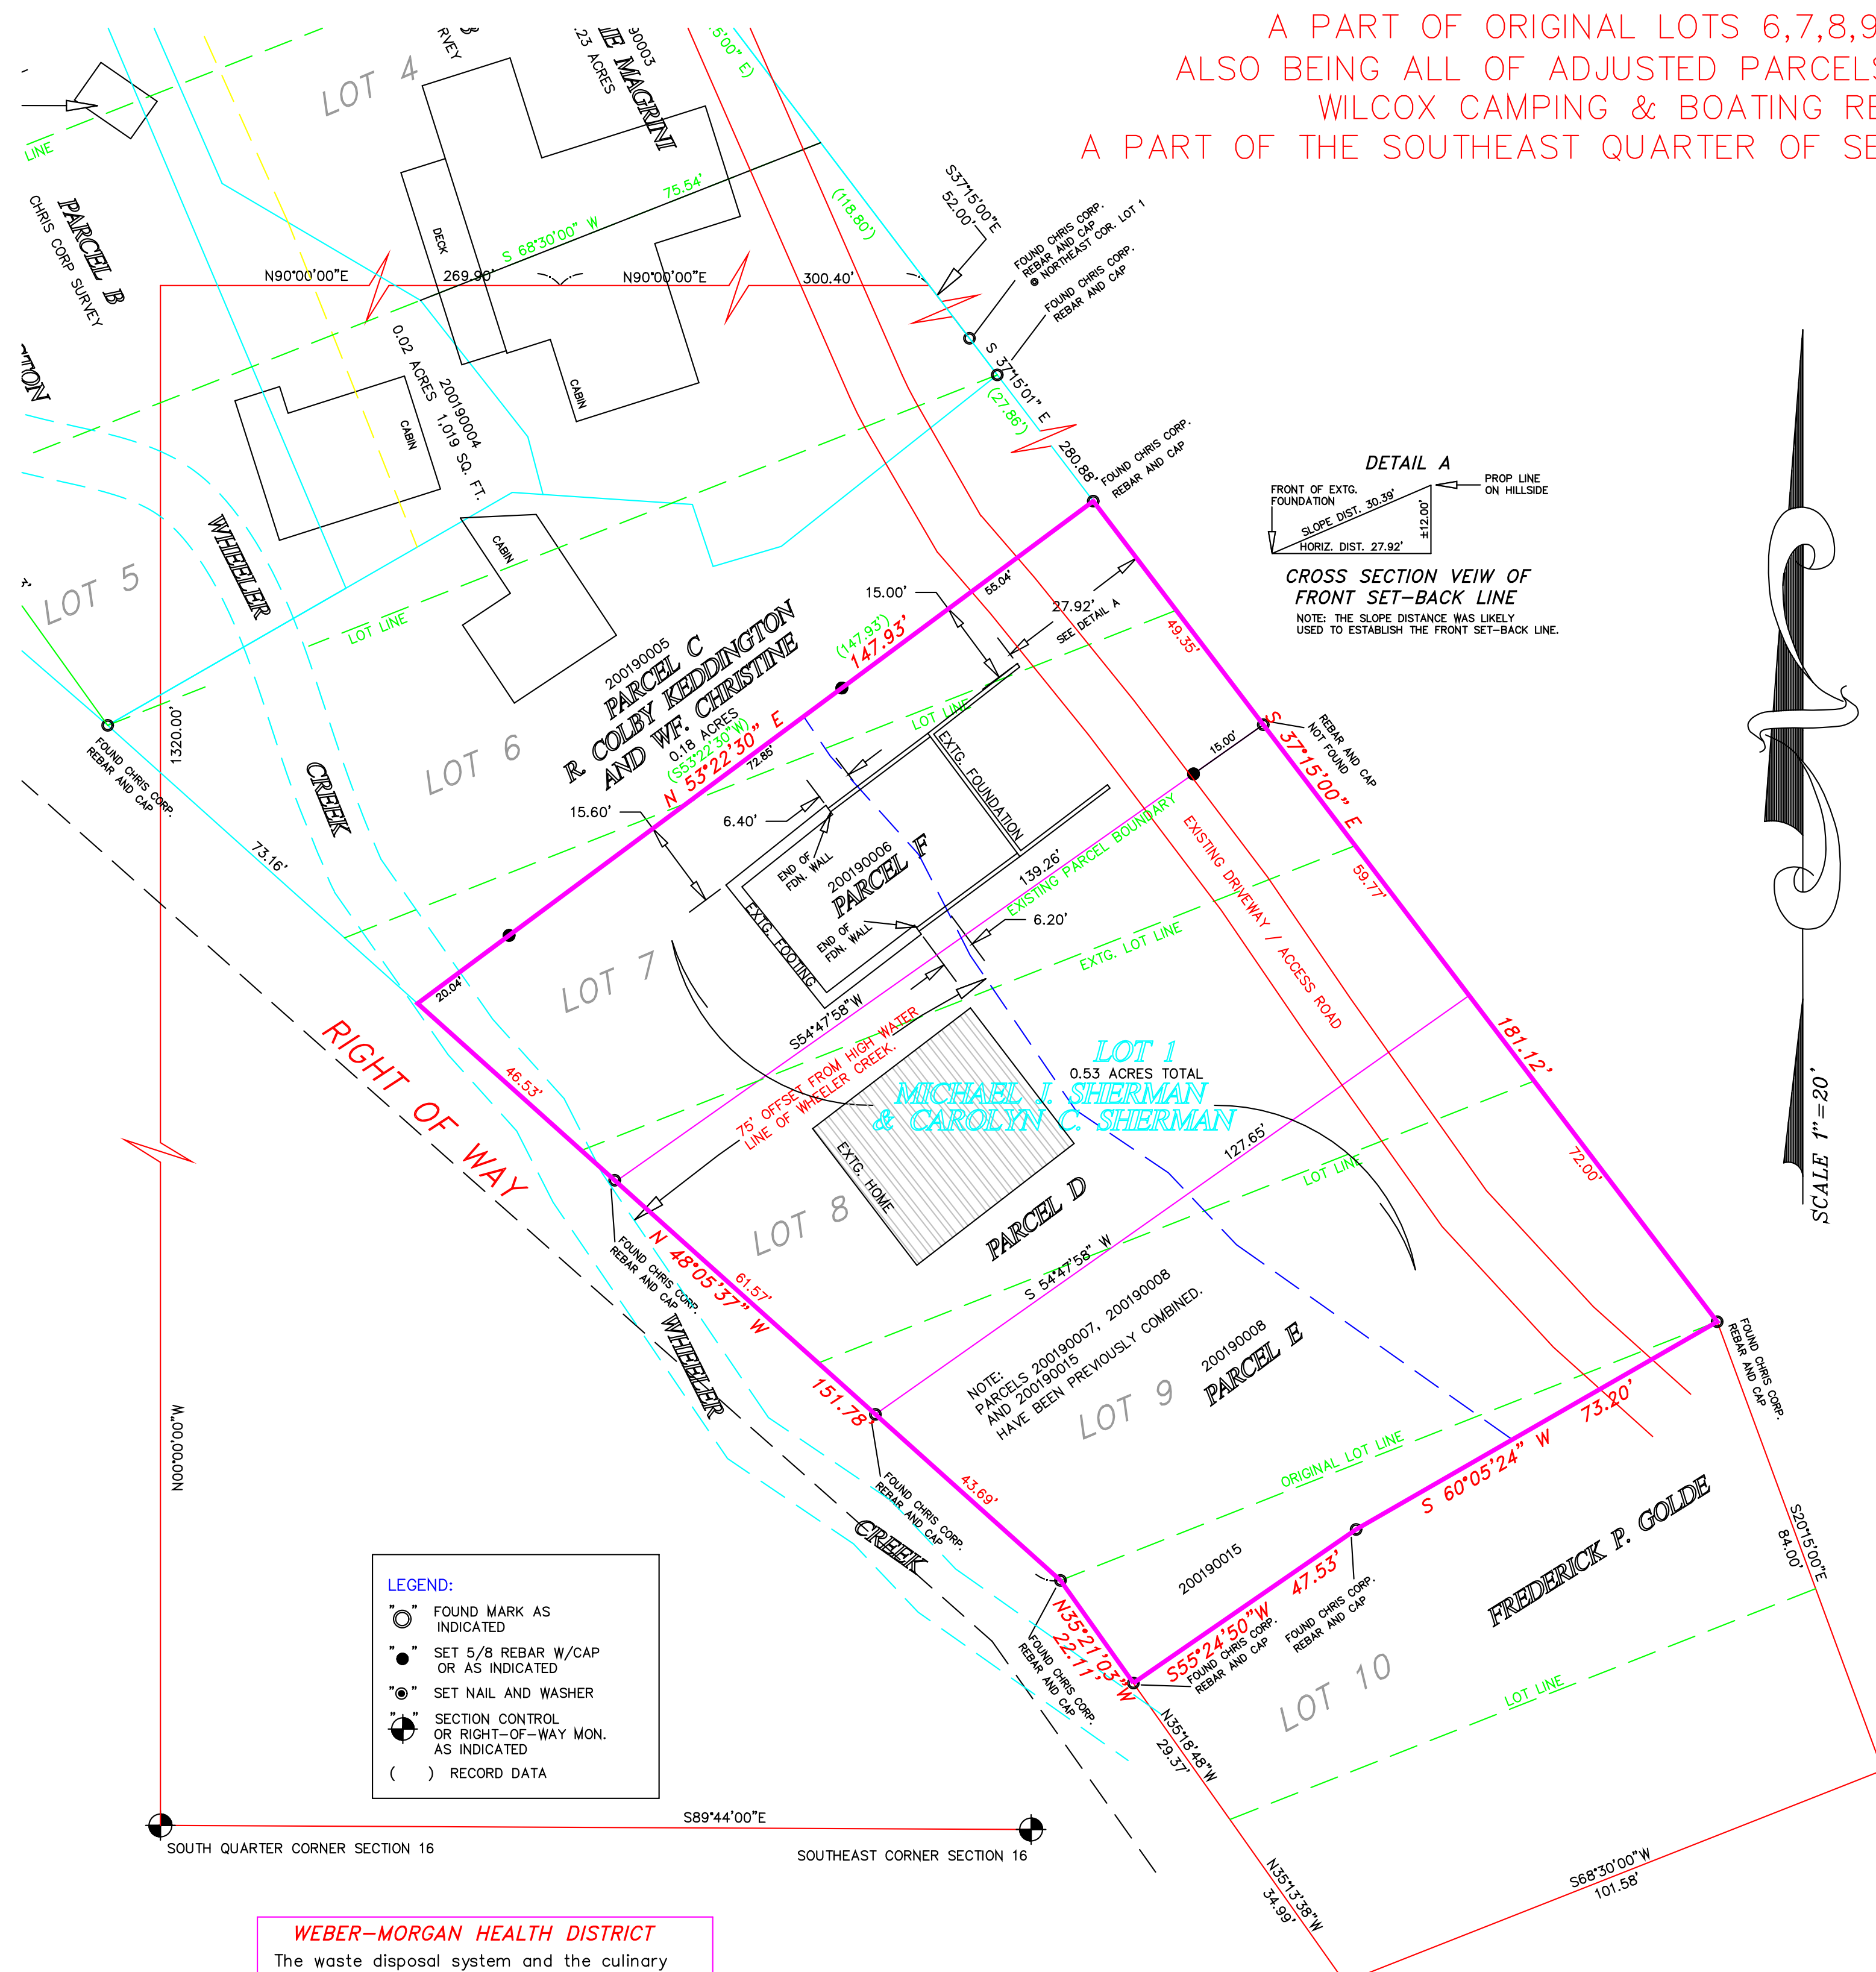 A PART OF ORIGINAL LOTS 6,7,8,9
ALSO BEING ALL OF ADJUSTED PARCELS
WILCOX CAMPING & BOATING RE
A PART OF THE SOUTHEAST QUARTER OF SE
LOT 4
RVEY
IE MAGRINI
90003
.23 ACRES
5'00" E)
LINE
PARCEL B
CHRIS CORP SURVEY
DECK
75.54'
S 68°30'00" W
(118.80')
S37°15'00"E
52.00'
FOUND CHRIS CORP.
REBAR AND CAP
@ NORTHEAST COR. LOT 1
FOUND CHRIS CORP.
REBAR AND CAP
N90°00'00"E
269.90'
N90°00'00"E
300.40'
S 37°15'01" E
(27.86')
280.88'
FOUND CHRIS CORP.
REBAR AND CAP
CABIN
CABIN
200190004
0.02 ACRES 1,019 SQ. FT.
CABIN
DETAIL A
FRONT OF EXTG.
FOUNDATION
SLOPE DIST. 30.39'
HORIZ. DIST. 27.92'
±12.00'
PROP LINE
ON HILLSIDE
CROSS SECTION VEIW OF
FRONT SET-BACK LINE
NOTE: THE SLOPE DISTANCE WAS LIKELY
USED TO ESTABLISH THE FRONT SET-BACK LINE.
WHEELER
LOT 5
LOT LINE
15.00'
55.04'
27.92'
SEE DETAIL A
49.35'
(147.93')
147.93'
200190005
PARCEL C
R. COLBY KEDDINGTON
AND WF. CHRISTINE
0.18 ACRES
(S53°22'30"W)
N 53°22'30" E
72.85'
LOT LINE
1320.00'
FOUND CHRIS CORP.
REBAR AND CAP
LOT 6
CREEK
73.16'
15.60'
6.40'
EXTG. FOUNDATION
15.00'
REBAR AND CAP
NOT FOUND
S 37°15'00" E
END OF
FDN. WALL
200190006
PARCEL F
139.26'
EXISTING PARCEL BOUNDARY
EXTG. FOOTING
END OF
FDN. WALL
6.20'
EXISTING DRIVEWAY / ACCESS ROAD
59.77'
EXTG. LOT LINE
LOT 7
20.04'
S54°47'58"W
RIGHT OF WAY
46.53'
75' OFFSET FROM HIGH WATER
LINE OF WHEELER CREEK.
LOT 1
0.53 ACRES TOTAL
MICHAEL J. SHERMAN
& CAROLYN C. SHERMAN
181.12'
SCALE 1"=20'
127.65'
LOT LINE
72.00'
EXTG. HOME
LOT 8
PARCEL D
N 48°05'37" W
FOUND CHRIS CORP.
REBAR AND CAP
61.57'
S 54°47'58" W
NOTE:
PARCELS 200190007, 200190008
AND 200190015
HAVE BEEN PREVIOUSLY COMBINED.
200190008
PARCEL E
WHEELER
151.78'
LOT 9
FOUND CHRIS CORP.
REBAR AND CAP
73.20'
S 60°05'24" W
ORIGINAL LOT LINE
N00°00'00"W
FOUND CHRIS CORP.
REBAR AND CAP
43.69'
CREEK
FREDERICK P. GOLDE
S20°15'00"E
84.00'
200190015
47.53'
S55°24'50"W
FOUND CHRIS CORP.
REBAR AND CAP
FOUND CHRIS CORP.
REBAR AND CAP
N35°21'03"W
22.11'
FOUND CHRIS CORP.
REBAR AND CAP
LEGEND:
" " FOUND MARK AS
INDICATED
" " SET 5/8 REBAR W/CAP
OR AS INDICATED
" " SET NAIL AND WASHER
" " SECTION CONTROL
OR RIGHT-OF-WAY MON.
AS INDICATED
( ) RECORD DATA
LOT 10
LOT LINE
N35°18'48"W
29.37'
S89°44'00"E
SOUTH QUARTER CORNER SECTION 16
SOUTHEAST CORNER SECTION 16
N35°13'38"W
34.99'
S68°30'00"W
101.58'
WEBER-MORGAN HEALTH DISTRICT
The waste disposal system and the culinary